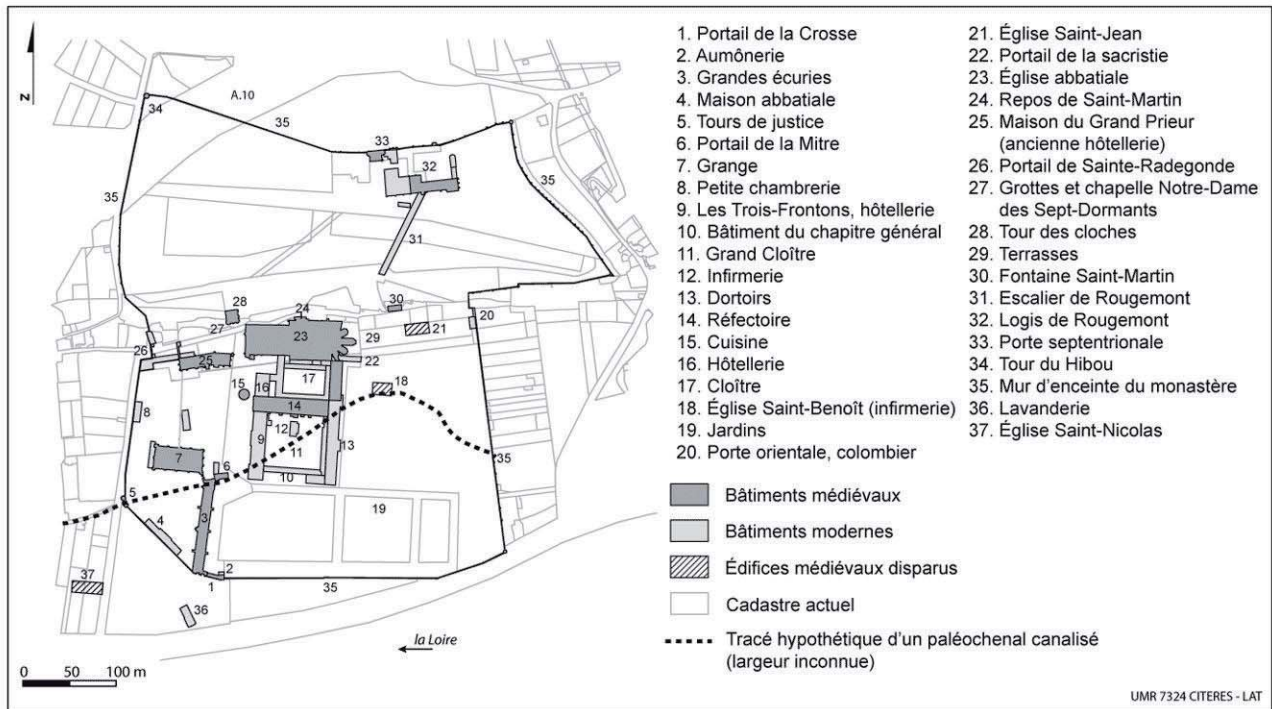 1. Portail de la Crosse
2. Aumônerie
3. Grandes écuries
4. Maison abbatiale
5. Tours de justice
6. Portail de la Mitre
7. Grange
8. Petite chambrerie
9. Les Trois-Frontons, hôtellerie
10. Bâtiment du chapitre général
11. Grand Cloître
12. Infirmerie
13. Dortoirs
14. Réfectoire
15. Cuisine
16. Hôtellerie
17. Cloître
18. Église Saint-Benoît (infirmerie)
19. Jardins
20. Porte orientale, colombier
21. Église Saint-Jean
22. Portail de la sacristie
23. Église abbatiale
24. Repos de Saint-Martin
25. Maison du Grand Prieur
(ancienne hôtellerie)
26. Portail de Sainte-Radegonde
27. Grottes et chapelle Notre-Dame
des Sept-Dormants
28. Tour des cloches
29. Terrasses
30. Fontaine Saint-Martin
31. Escalier de Rougemont
32. Logis de Rougemont
33. Porte septentrionale
34. Tour du Hibou
35. Mur d'enceinte du monastère
36. Lavanderie
37. Église Saint-Nicolas
Bâtiments médiévaux
Bâtiments modernes
Édifices médiévaux disparus
Cadastre actuel
Tracé hypothétique d'un paléochenal canalisé
(largeur inconnue)
UMR 7324 CITERES - LAT
N
34
A.10
35
33
32
35
35
31
28
24
30
27
23
29
21
20
26
25
22
17
15
16
18
8
14
12
9
11
13
7
6
10
35
5
3
19
4
2
1
35
37
36
la Loire
0 50 100 m